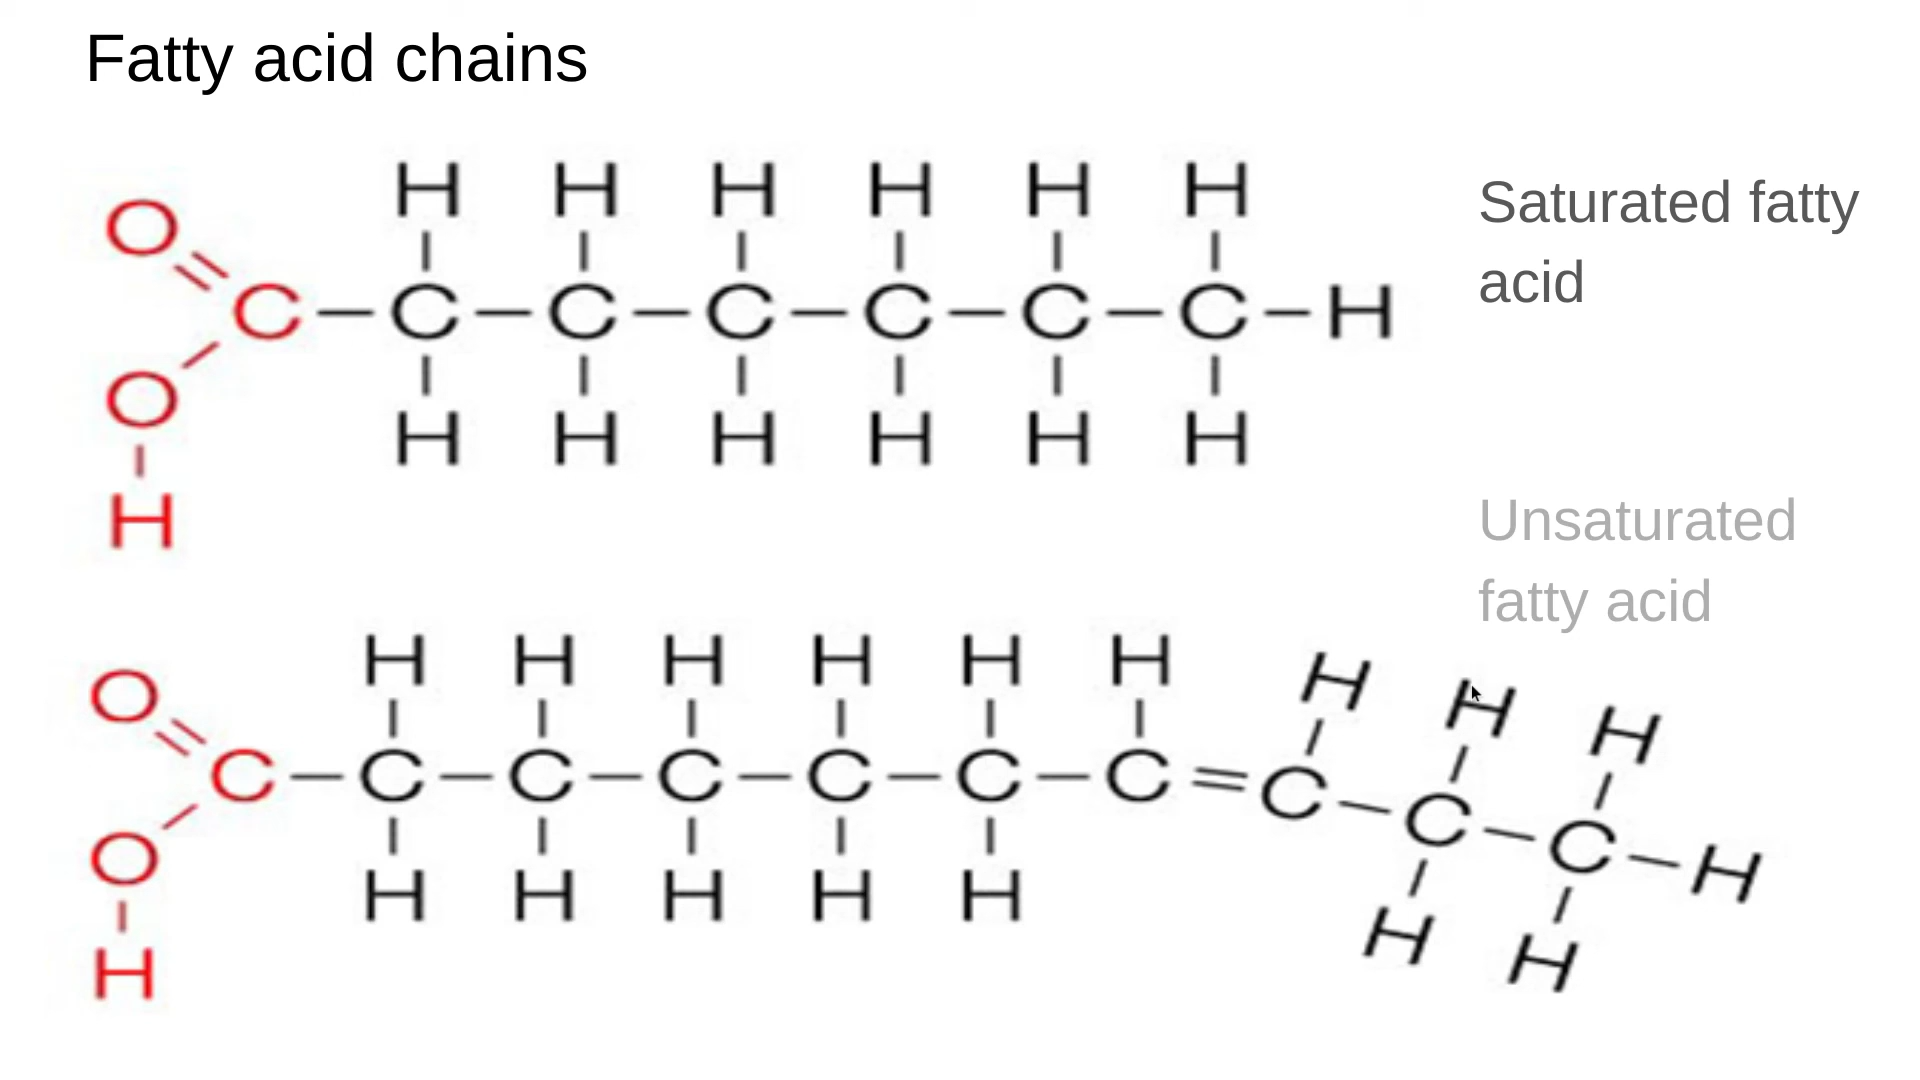 Fatty acid chains
H H H H H H
O
C C C C C C C H
O
H H H H H H
H
Saturated fatty
acid
Unsaturated
fatty acid
H H H H H H H H H
O
C C C C C C C C C C H
O
H H H H H H H
H